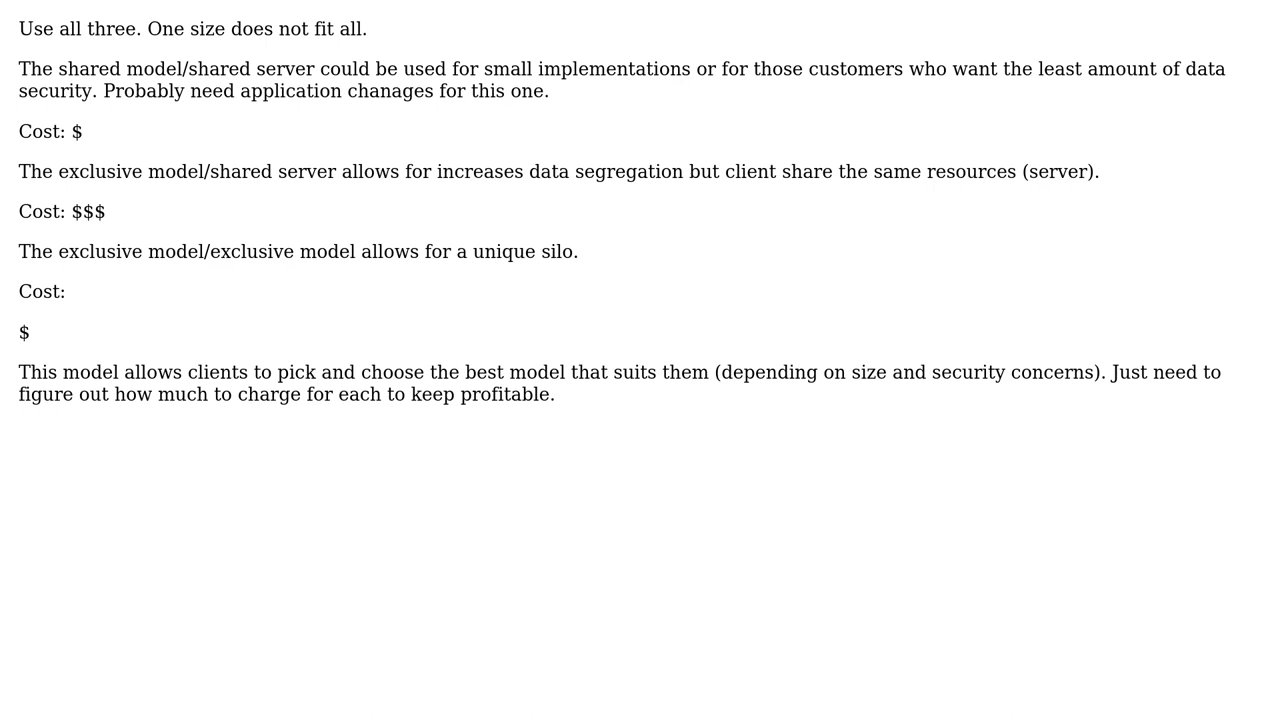 Use all three. One size does not fit all.
The shared model/shared server could be used for small implementations or for those customers who want the least amount of data
security. Probably need application chanages for this one.
Cost: $
The exclusive model/shared server allows for increases data segregation but client share the same resources (server).
Cost: $$$
The exclusive model/exclusive model allows for a unique silo.
Cost:
$
This model allows clients to pick and choose the best model that suits them (depending on size and security concerns). Just need to
figure out how much to charge for each to keep profitable.